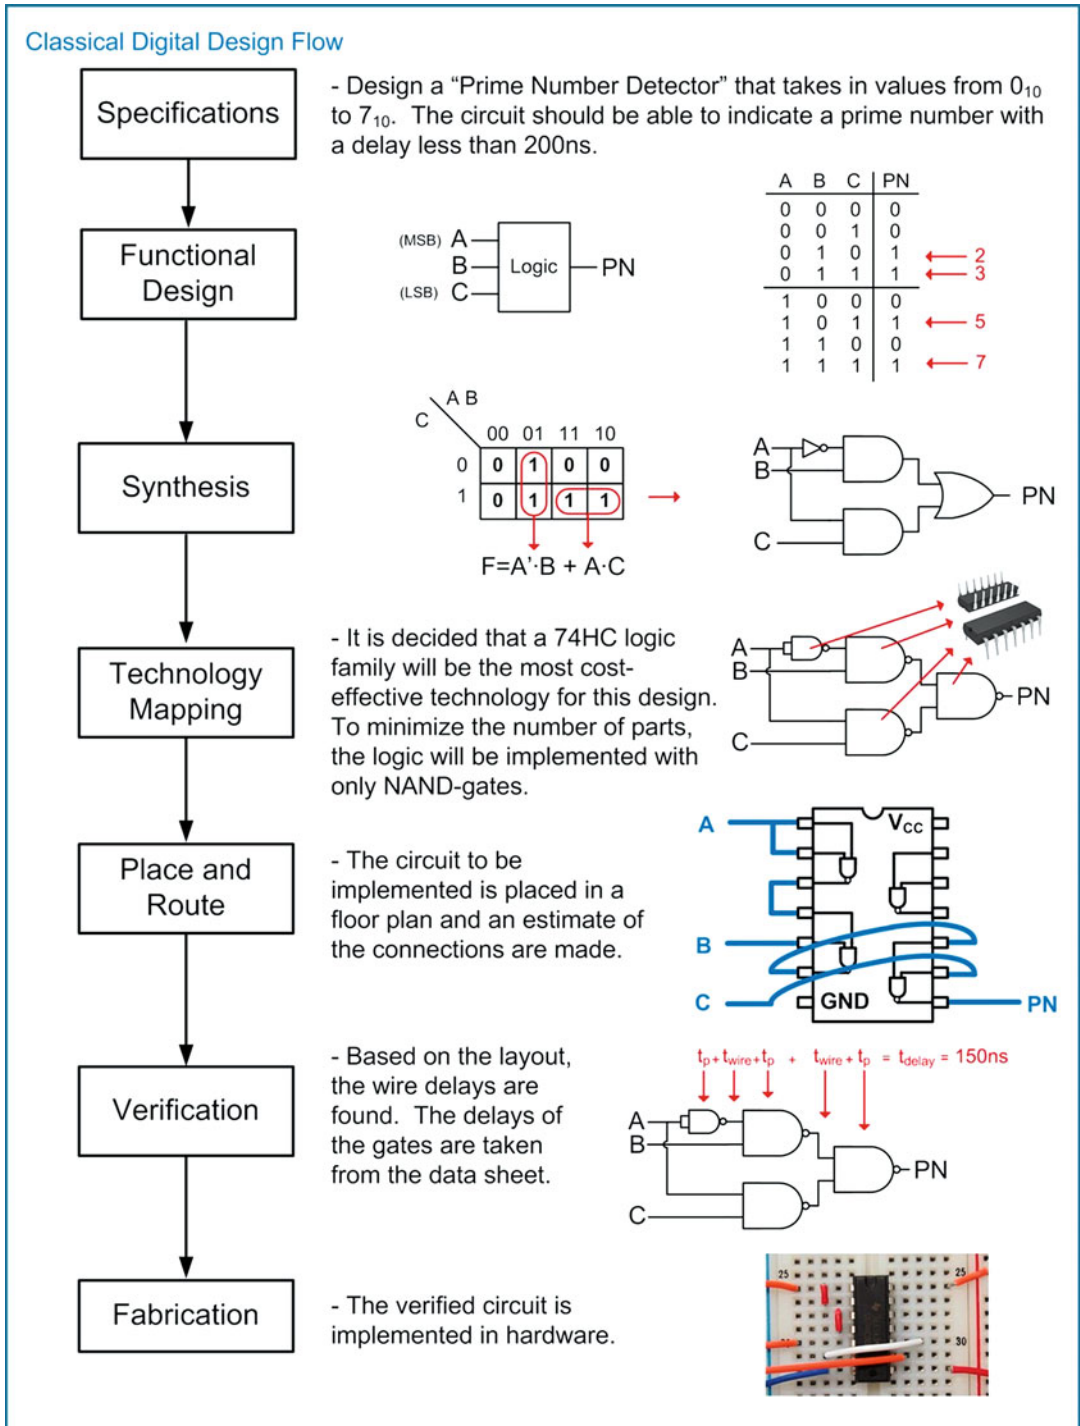 Classical Digital Design Flow
Specifications
- Design a “Prime Number Detector” that takes in values from 0₁₀
to 7₁₀. The circuit should be able to indicate a prime number with
a delay less than 200ns.
Functional
Design
(MSB) A
B
(LSB) C
Logic
PN
A B C PN
0 0 0 0
0 0 1 0
0 1 0 1 2
0 1 1 1 3
1 0 0 0
1 0 1 1 5
1 1 0 0
1 1 1 1 7
Synthesis
A B
C
00 01 11 10
0 0 1 0 0
1 0 1 1 1
F=A'·B + A·C
A
B
C
PN
Technology
Mapping
- It is decided that a 74HC logic
family will be the most cost-
effective technology for this design.
To minimize the number of parts,
the logic will be implemented with
only NAND-gates.
A
B
C
PN
Place and
Route
- The circuit to be
implemented is placed in a
floor plan and an estimate of
the connections are made.
A
B
C
VCC
GND
PN
Verification
- Based on the layout,
the wire delays are
found. The delays of
the gates are taken
from the data sheet.
tp+twire+tp + twire+tp = tdelay = 150ns
A
B
C
PN
Fabrication
- The verified circuit is
implemented in hardware.
25
25
30